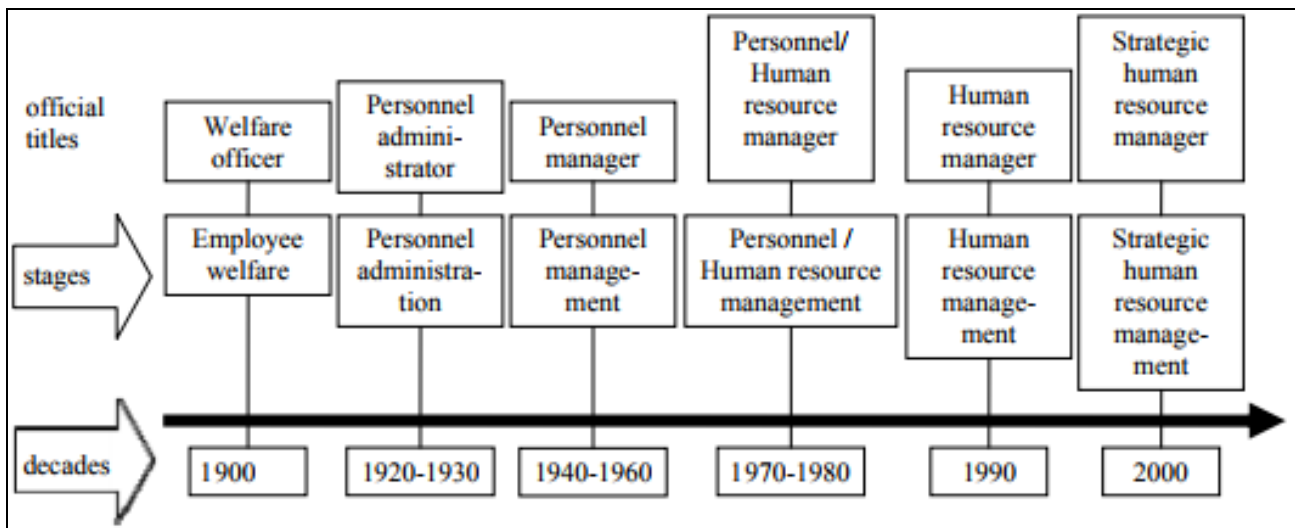 official
titles
Welfare
officer
Personnel
admini-
strator
Personnel
manager
Personnel/
Human
resource
manager
Human
resource
manager
Strategic
human
resource
manager
stages
Employee
welfare
Personnel
administra-
tion
Personnel
manage-
ment
Personnel /
Human resource
management
Human
resource
manage-
ment
Strategic
human
resource
manage-
ment
decades
1900
1920-1930
1940-1960
1970-1980
1990
2000